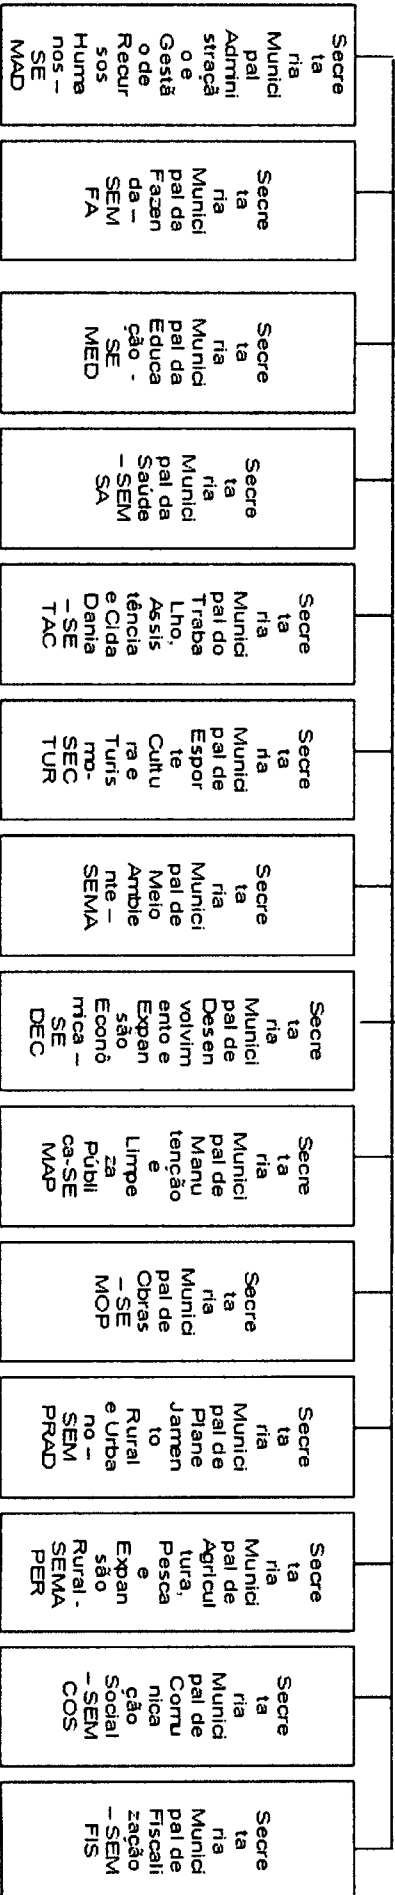 Secre
ta
ria
Munici
pal
Admini
straçã
o e
Gestã
o de
Recur
sos
Huma
nos –
SE
MAD
Secre
ta
ria
Munici
pal da
Fazen
da –
SEM
FA
Secre
ta
ria
Munici
pal da
Educa
ção -
SE
MED
Secre
ta
ria
Munici
pal da
Saúde
– SEM
SA
Secre
ta
ria
Munici
pal do
Traba
Lho,
Assis
tência
e Cida
Dania
– SE
TAC
Secre
ta
ria
Munici
pal de
Espor
te
Cultu
ra e
Turis
mo-
SEC
TUR
Secre
ta
ria
Munici
pal de
Meio
Ambie
nte –
SEMA
Secre
ta
ria
Munici
pal de
Desen
volvim
ento e
Expan
são
Econô
mica –
SE
DEC
Secre
ta
ria
Munici
pal de
Manu
tenção
e
Limpe
za
Públi
ca-SE
MAP
Secre
ta
ria
Munici
pal de
Obras
– SE
MOP
Secre
ta
ria
Munici
pal de
Plane
Jamen
to
Rural
e Urba
no –
SEM
PRAD
Secre
ta
ria
Munici
pal de
Agricul
tura,
Pesca
e
Expan
são
Rural -
SEMA
PER
Secre
ta
ria
Munici
pal de
Comu
nica
ção
Social
– SEM
COS
Secre
ta
ria
Munici
pal de
Fiscali
zação
– SEM
FIS